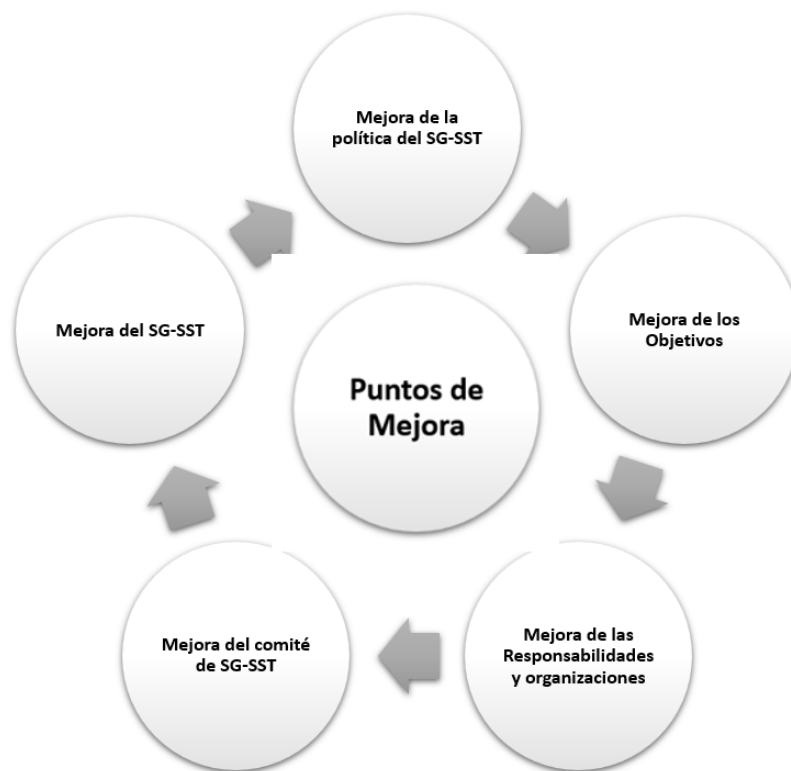 Mejora de la
política del SG-SST
Mejora de los
Objetivos
Mejora de las
Responsabilidades
y organizaciones
Mejora del comité
de SG-SST
Mejora del SG-SST
Puntos de
Mejora